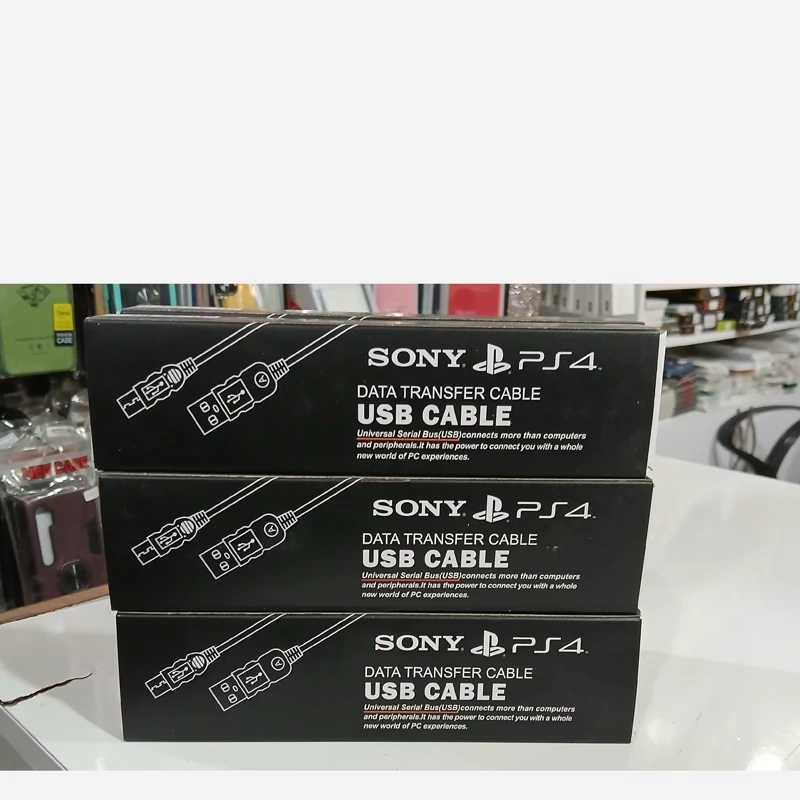 SONY PS4
DATA TRANSFER CABLE
USB CABLE
Universal Serial Bus(USB)connects more than computers
and peripherals.It has the power to connect you with a whole
new world of PC experiences.
SONY PS4
DATA TRANSFER CABLE
USB CABLE
Universal Serial Bus(USB)connects more than computers
and peripherals.It has the power to connect you with a whole
new world of PC experiences.
SONY PS4
DATA TRANSFER CABLE
USB CABLE
Universal Serial Bus(USB)connects more than computers
and peripherals.It has the power to connect you with a whole
new world of PC experiences.
CASE
NEW CASE